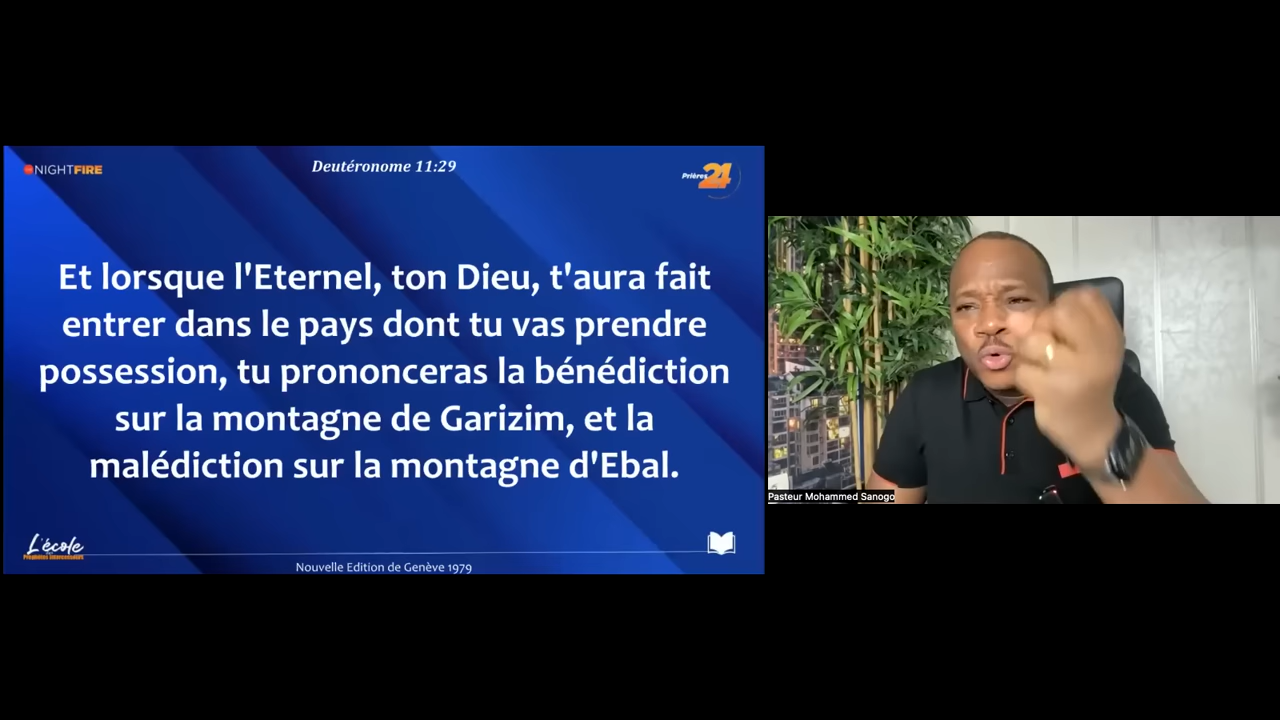 NIGHTFIRE
Deutéronome 11:29
Prières 24
Et lorsque l'Eternel, ton Dieu, t'aura fait
entrer dans le pays dont tu vas prendre
possession, tu prononceras la bénédiction
sur la montagne de Garizim, et la
malédiction sur la montagne d'Ebal.
L'école
Nouvelle Edition de Genève 1979
Pasteur Mohammed Sanogo